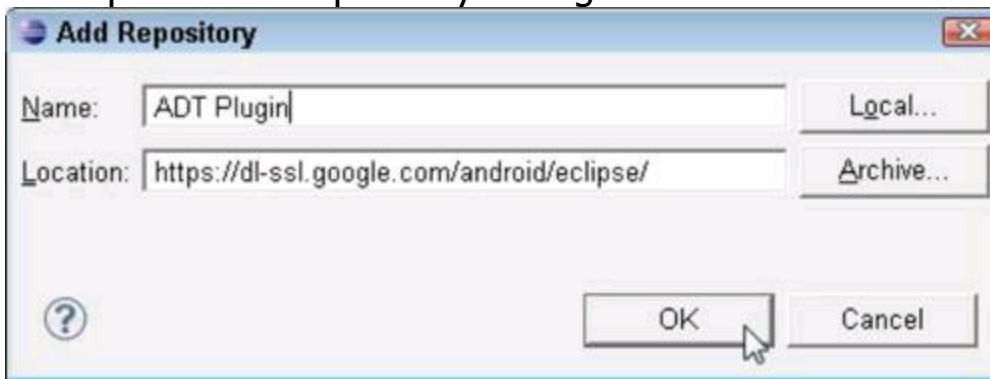 Add Repository
Name: ADT Plugin Local...
Location: https://dl-ssl.google.com/android/eclipse/ Archive...
? OK Cancel